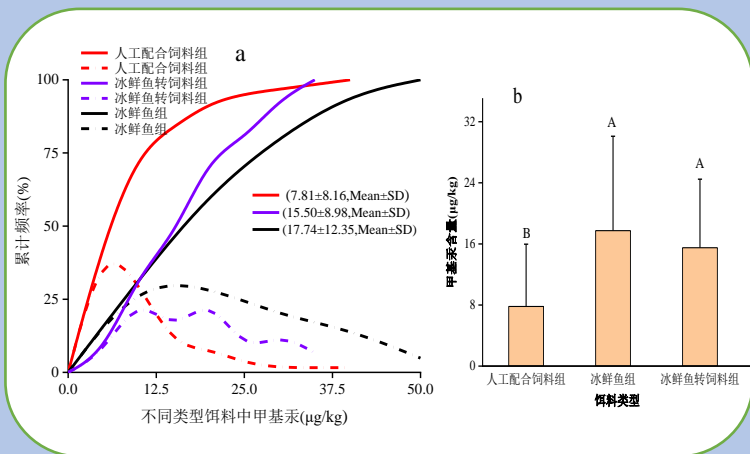 a
人工配合饲料组
人工配合饲料组
冰鲜鱼转饲料组
冰鲜鱼转饲料组
冰鲜鱼组
冰鲜鱼组
100
75
50
25
0
累计频率(%)
(7.81±8.16,Mean±SD)
(15.50±8.98,Mean±SD)
(17.74±12.35,Mean±SD)
0.0 12.5 25.0 37.5 50.0
不同类型饵料中甲基汞(μg/kg)
b
32
24
16
8
0
甲基汞含量(μg/kg)
B
A
A
人工配合饲料组 冰鲜鱼组 冰鲜鱼转饲料组
饵料类型